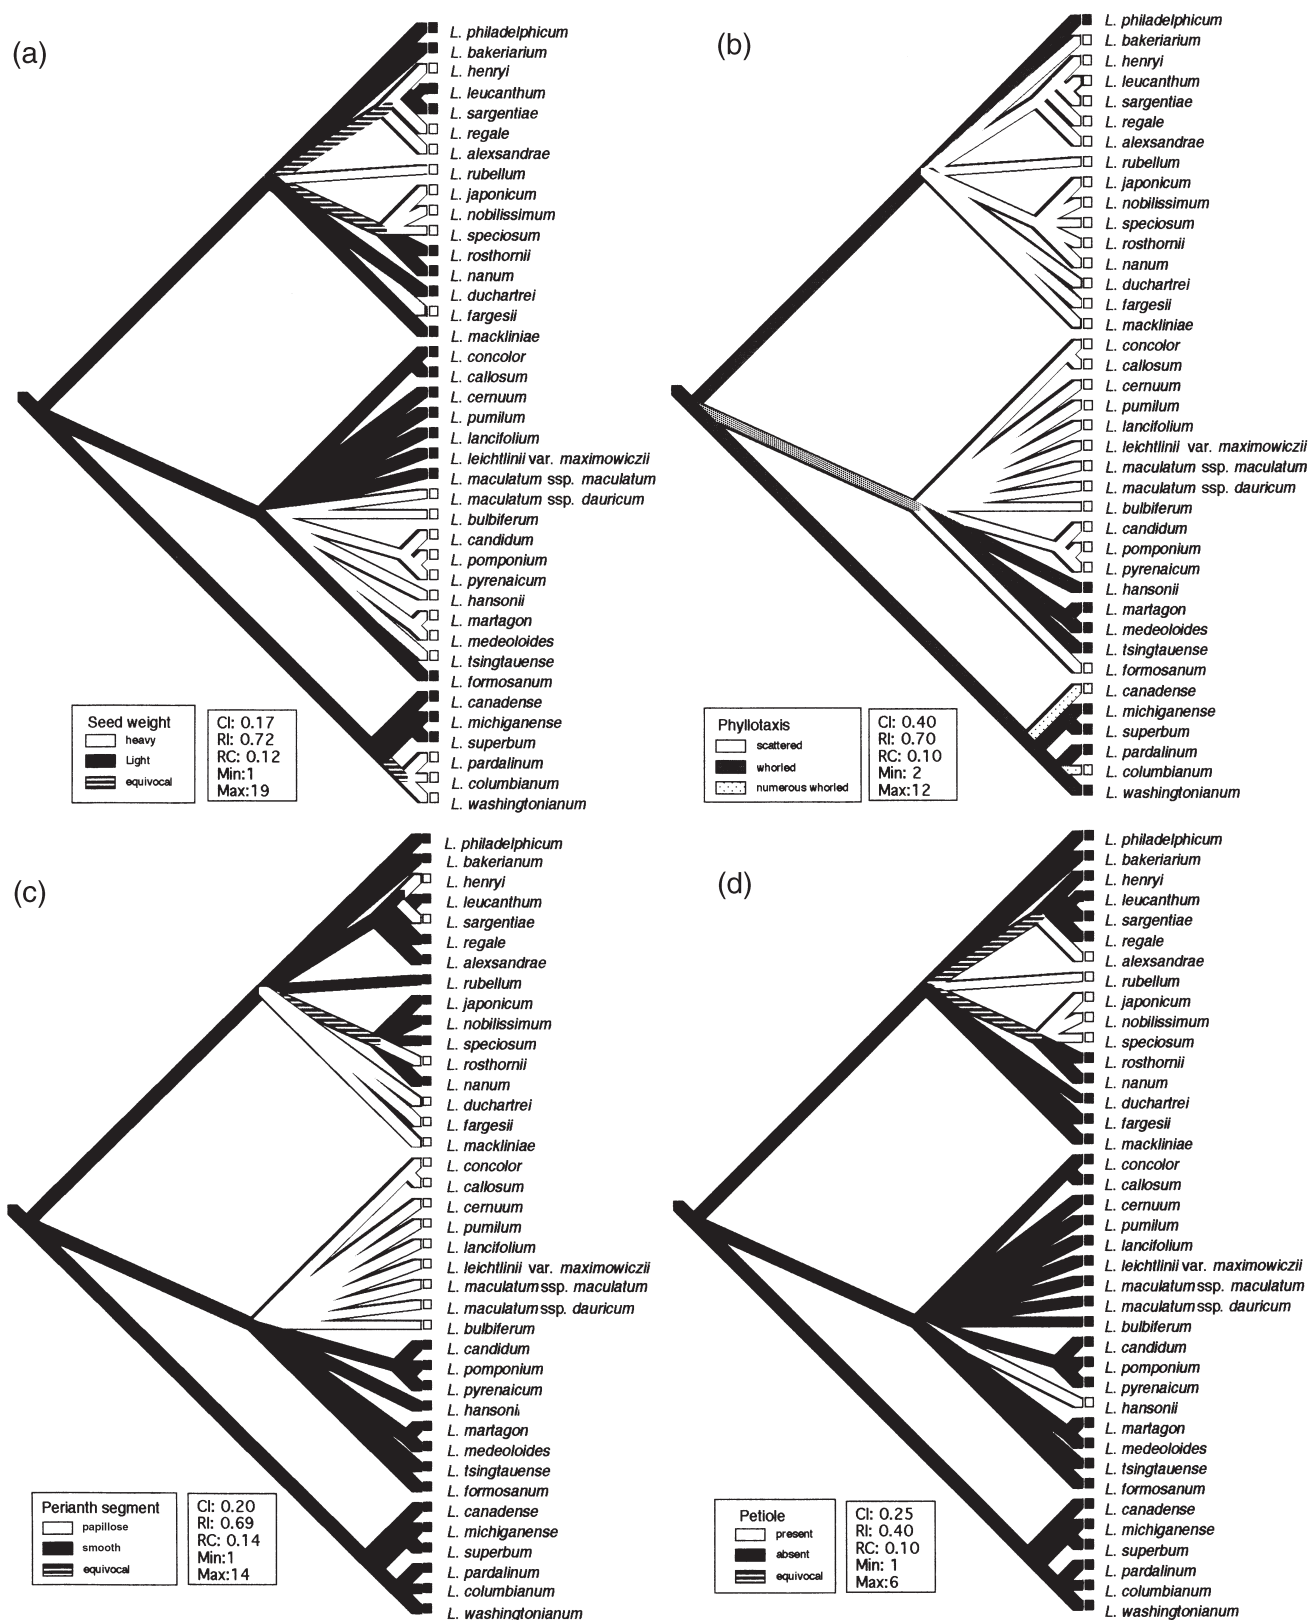 (a)
L. philadelphicum
L. bakeriarium
L. henryi
L. leucanthum
L. sargentiae
L. regale
L. alexsandrae
L. rubellum
L. japonicum
L. nobilissimum
L. speciosum
L. rosthornii
L. nanum
L. duchartrei
L. fargesii
L. mackliniae
L. concolor
L. callosum
L. cernuum
L. pumilum
L. lancifolium
L. leichtlinii var. maximowiczii
L. maculatum ssp. maculatum
L. maculatum ssp. dauricum
L. bulbiferum
L. candidum
L. pomponium
L. pyrenaicum
L. hansonii
L. martagon
L. medeoloides
L. tsingtauense
L. formosanum
L. canadense
L. michiganense
L. superbum
L. pardalinum
L. columbianum
L. washingtonianum
Seed weight
heavy
Light
equivocal
CI: 0.17
RI: 0.72
RC: 0.12
Min:1
Max:19
(b)
L. philadelphicum
L. bakeriarium
L. henryi
L. leucanthum
L. sargentiae
L. regale
L. alexsandrae
L. rubellum
L. japonicum
L. nobilissimum
L. speciosum
L. rosthornii
L. nanum
L. duchartrei
L. fargesii
L. mackliniae
L. concolor
L. callosum
L. cernuum
L. pumilum
L. lancifolium
L. leichtlinii var. maximowiczii
L. maculatum ssp. maculatum
L. maculatum ssp. dauricum
L. bulbiferum
L. candidum
L. pomponium
L. pyrenaicum
L. hansonii
L. martagon
L. medeoloides
L. tsingtauense
L. formosanum
L. canadense
L. michiganense
L. superbum
L. pardalinum
L. columbianum
L. washingtonianum
Phyllotaxis
scattered
whorled
numerous whorled
CI: 0.40
RI: 0.70
RC: 0.10
Min: 2
Max:12
(c)
L. philadelphicum
L. bakerianum
L. henryi
L. leucanthum
L. sargentiae
L. regale
L. alexsandrae
L. rubellum
L. japonicum
L. nobilissimum
L. speciosum
L. rosthornii
L. nanum
L. duchartrei
L. fargesii
L. mackliniae
L. concolor
L. callosum
L. cernuum
L. pumilum
L. lancifolium
L. leichtlinii var. maximowiczii
L. maculatum ssp. maculatum
L. maculatum ssp. dauricum
L. bulbiferum
L. candidum
L. pomponium
L. pyrenaicum
L. hansonii
L. martagon
L. medeoloides
L. tsingtauense
L. formosanum
L. canadense
L. michiganense
L. superbum
L. pardalinum
L. columbianum
L. washingtonianum
Perianth segment
papillose
smooth
equivocal
CI: 0.20
RI: 0.69
RC: 0.14
Min:1
Max:14
(d)
L. philadelphicum
L. bakeriarium
L. henryi
L. leucanthum
L. sargentiae
L. regale
L. alexsandrae
L. rubellum
L. japonicum
L. nobilissimum
L. speciosum
L. rosthornii
L. nanum
L. duchartrei
L. fargesii
L. mackliniae
L. concolor
L. callosum
L. cernuum
L. pumilum
L. lancifolium
L. leichtlinii var. maximowiczii
L. maculatum ssp. maculatum
L. maculatum ssp. dauricum
L. bulbiferum
L. candidum
L. pomponium
L. pyrenaicum
L. hansonii
L. martagon
L. medeoloides
L. tsingtauense
L. formosanum
L. canadense
L. michiganense
L. superbum
L. pardalinum
L. columbianum
L. washingtonianum
Petiole
present
absent
equivocal
CI: 0.25
RI: 0.40
RC: 0.10
Min: 1
Max:6